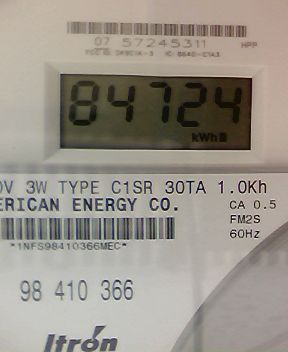 07 57245311 HPP
84724
kWh
0V 3W TYPE C1SR 30TA 1.0Kh
ERICAN ENERGY CO. CA 0.5
FM2S
*1NFS98410366MEC* 60Hz
98 410 366
Itron